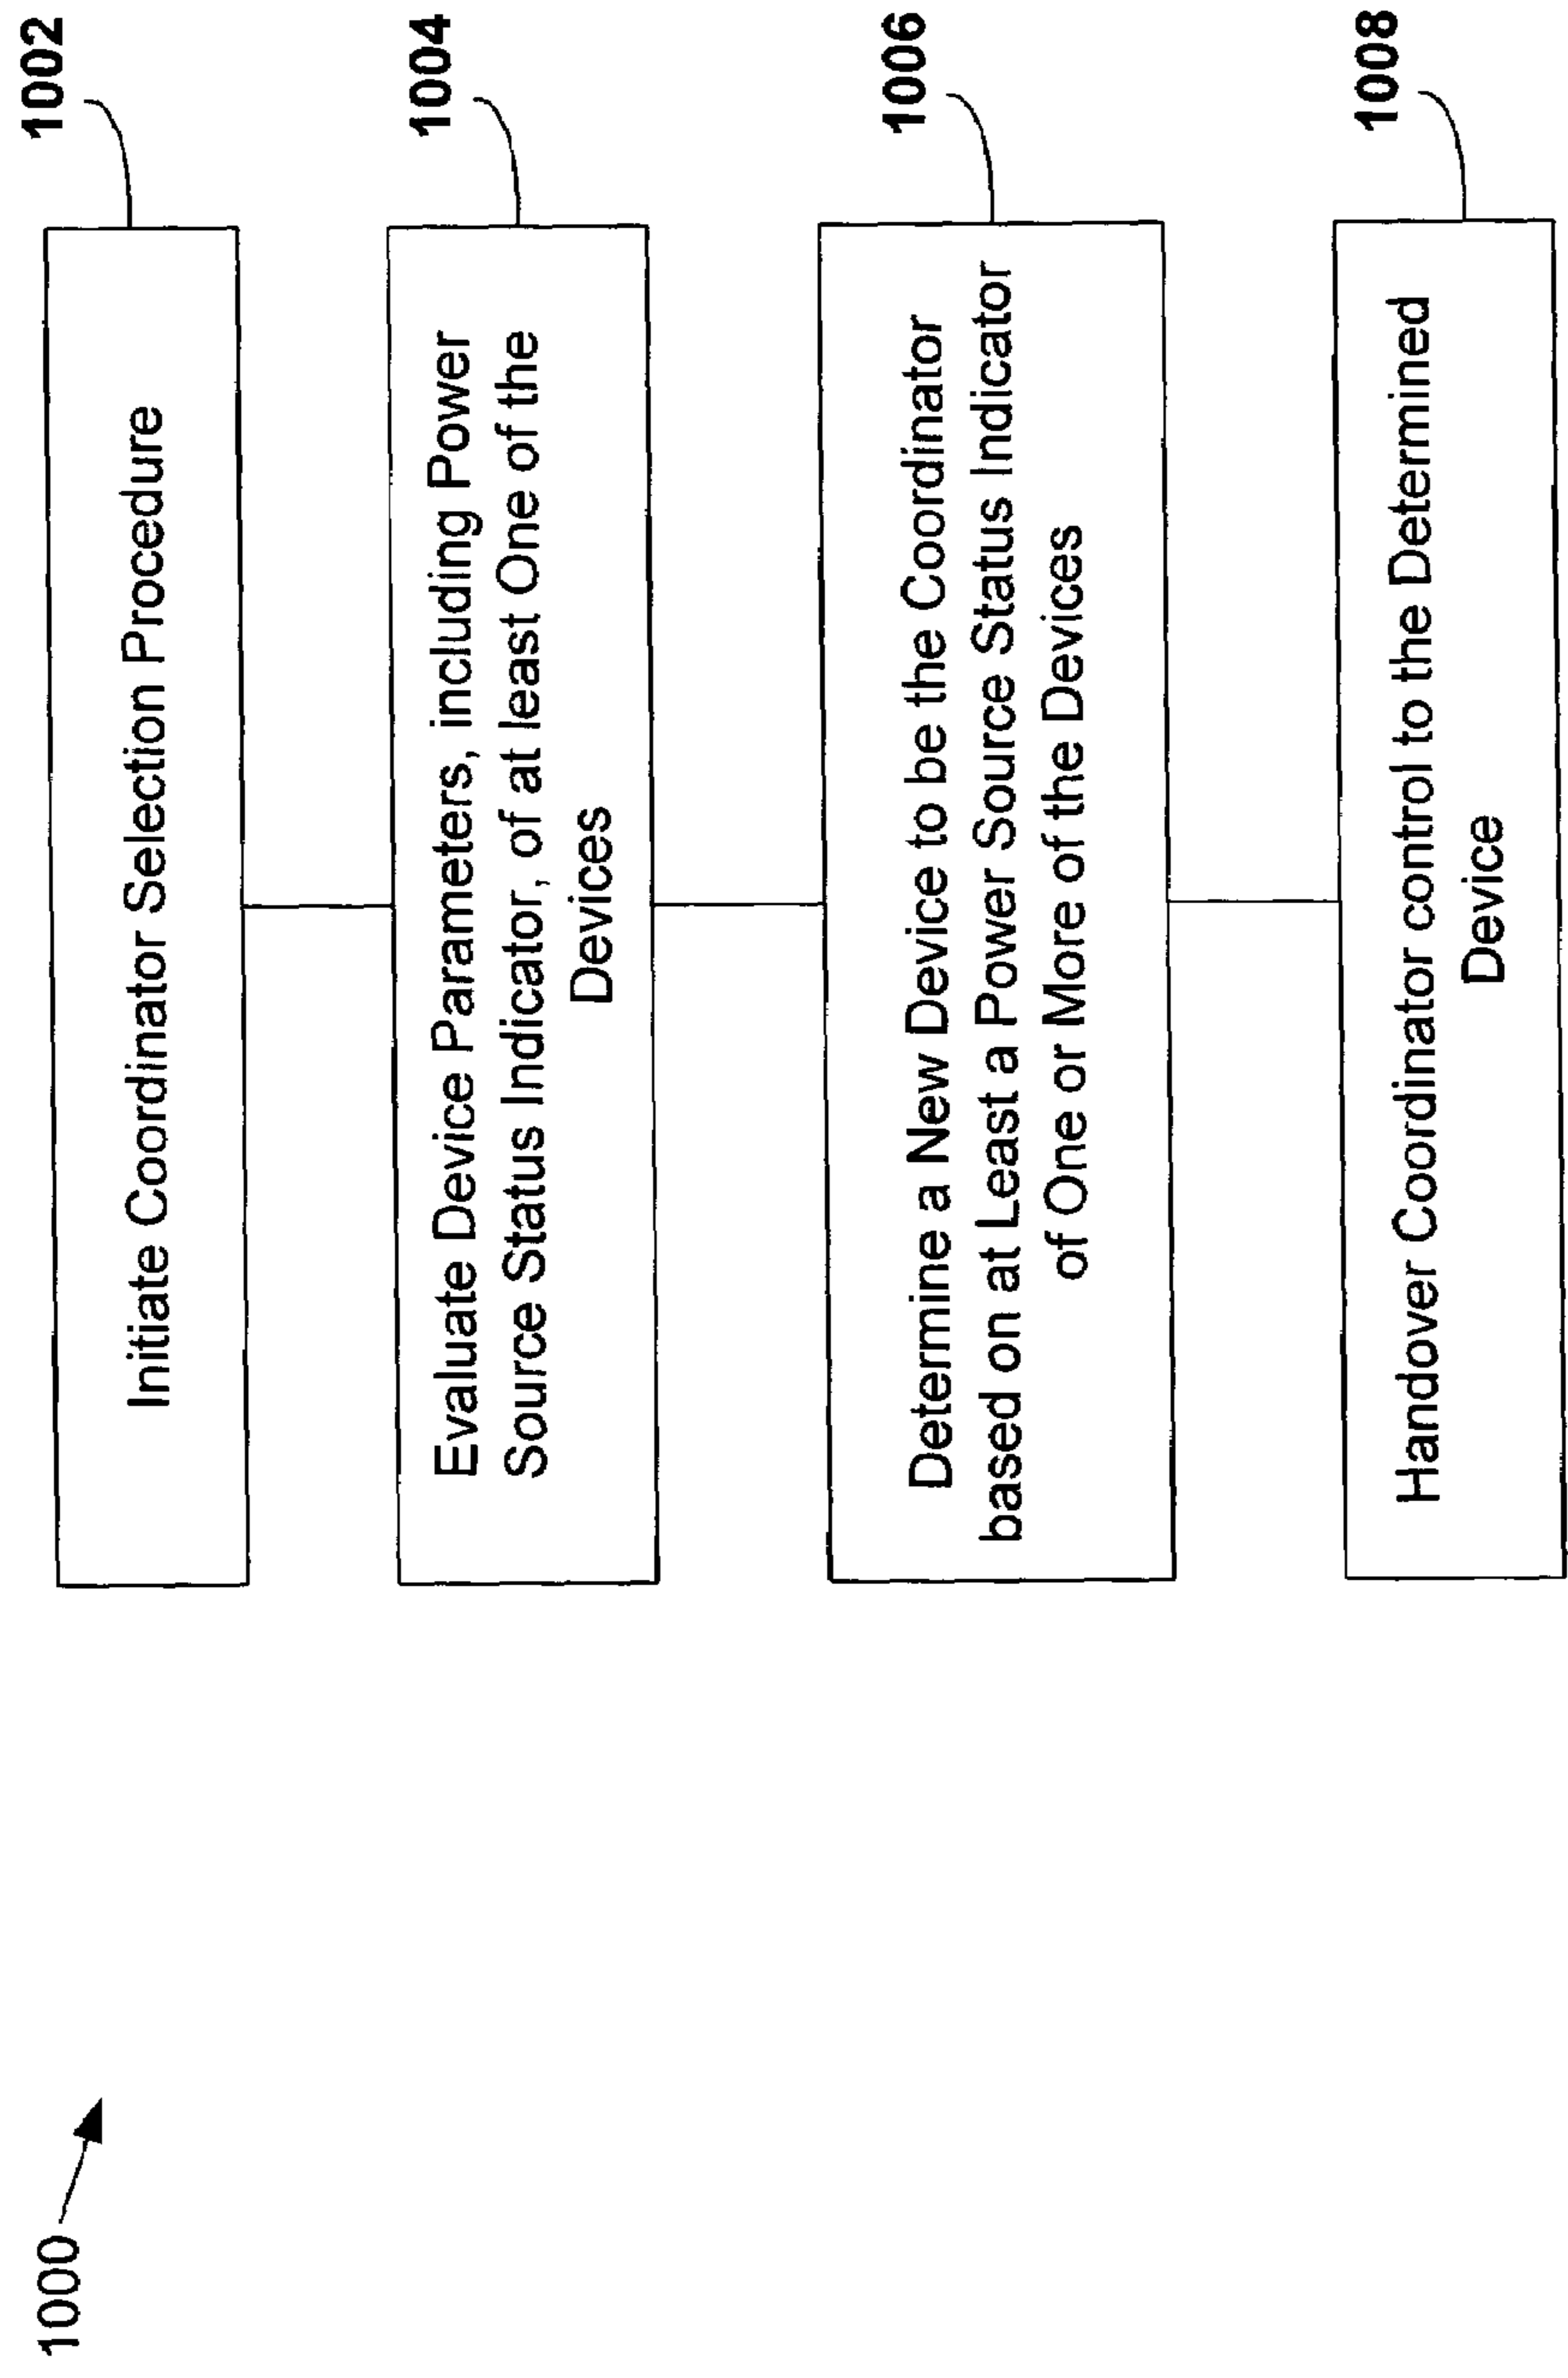 1000
1002
Initiate Coordinator Selection Procedure
1004
Evaluate Device Parameters, including Power
Source Status Indicator, of at least One of the
Devices
1006
Determine a New Device to be the Coordinator
based on at Least a Power Source Status Indicator
of One or More of the Devices
1008
Handover Coordinator control to the Determined
Device